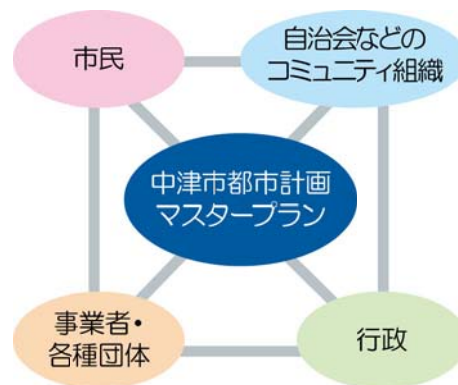 市民
自治会などの
コミュニティ組織
中津市都市計画
マスタープラン
事業者・
各種団体
行政